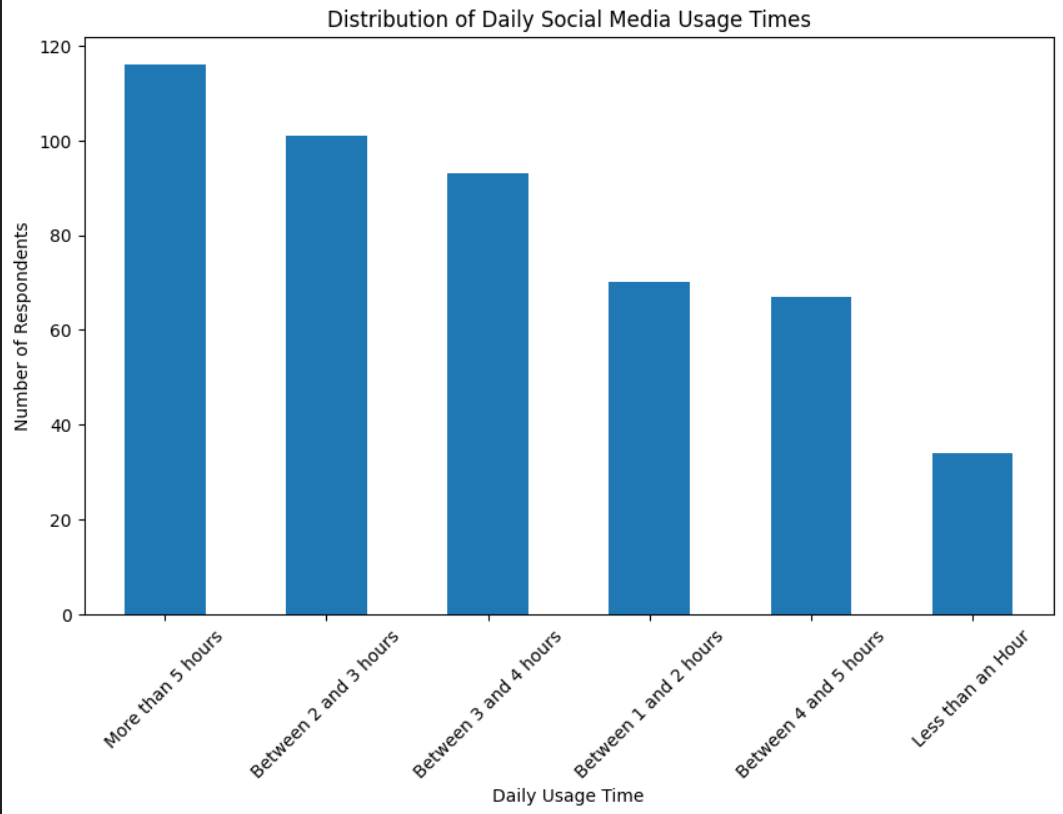 Distribution of Daily Social Media Usage Times
Number of Respondents
120
100
80
60
40
20
0
More than 5 hours
Between 2 and 3 hours
Between 3 and 4 hours
Between 1 and 2 hours
Between 4 and 5 hours
Less than an Hour
Daily Usage Time